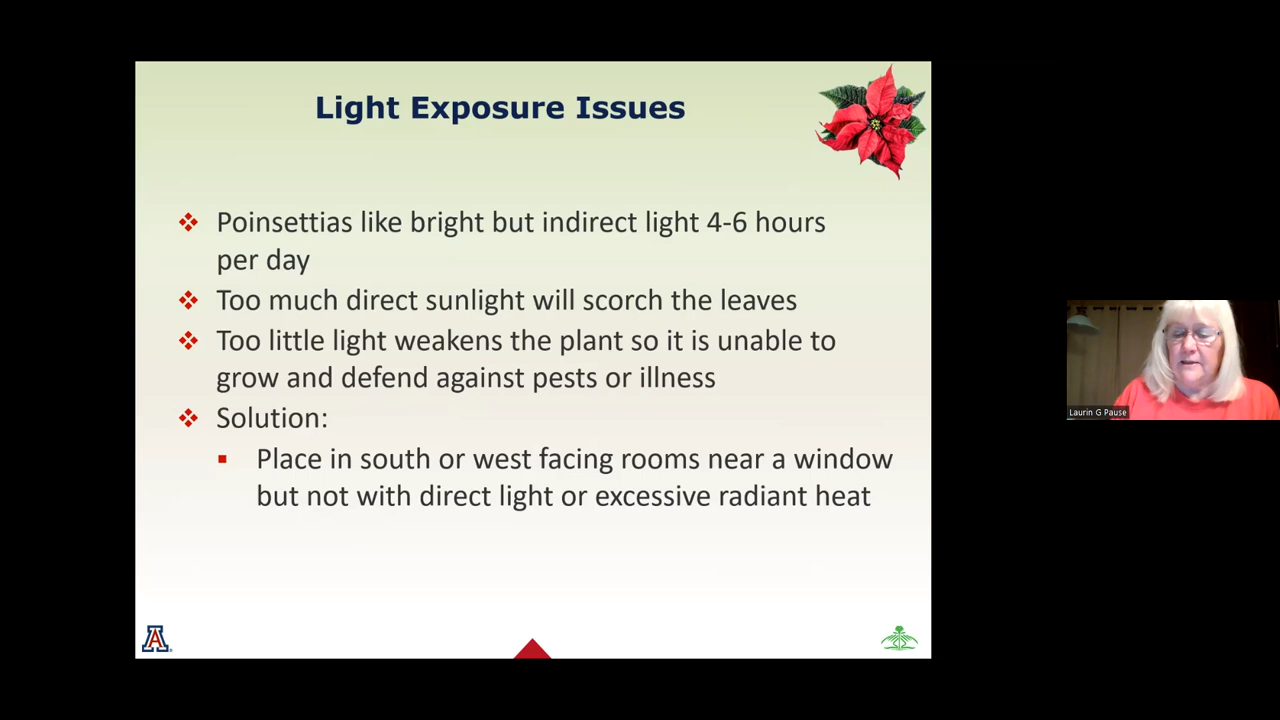 Light Exposure Issues
Poinsettias like bright but indirect light 4-6 hours
per day
Too much direct sunlight will scorch the leaves
Too little light weakens the plant so it is unable to
grow and defend against pests or illness
Solution:
Place in south or west facing rooms near a window
but not with direct light or excessive radiant heat
A
Laurin G Pause